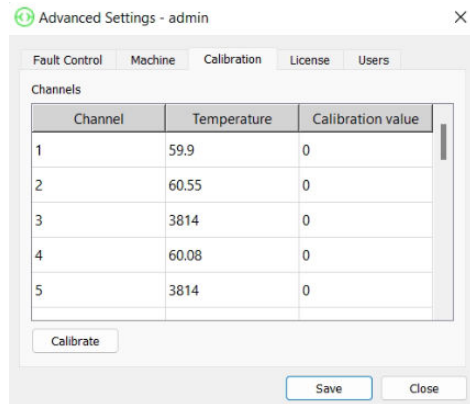 Advanced Settings - admin
Fault Control Machine Calibration License Users
Channels
Channel Temperature Calibration value
1 59.9 0
2 60.55 0
3 3814 0
4 60.08 0
5 3814 0
Calibrate
Save Close